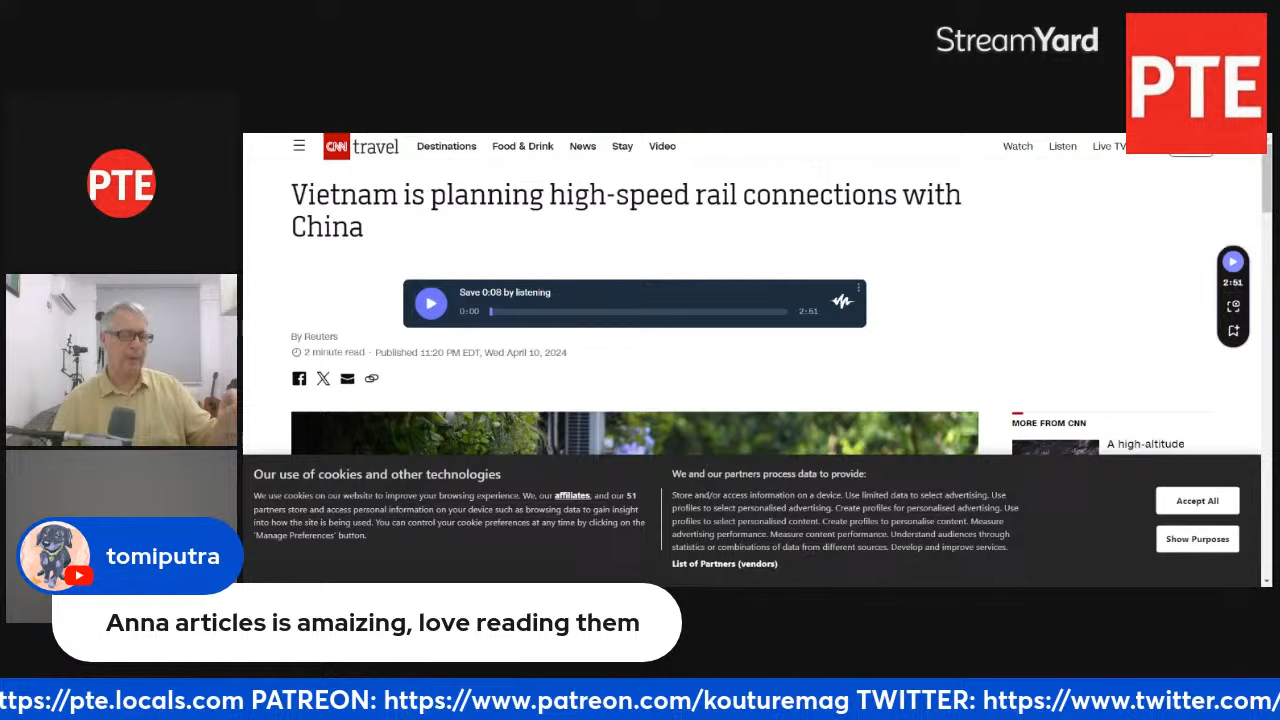 StreamYard
PTE
PTE
CNN travel Destinations Food & Drink News Stay Video Watch Listen Live TV
Vietnam is planning high-speed rail connections with
China
Save 0:08 by listening
0:00 2:51
2:51
By Reuters
2 minute read · Published 11:20 PM EDT, Wed April 10, 2024
MORE FROM CNN
A high-altitude
Our use of cookies and other technologies
We use cookies on our website to improve your browsing experience. We, our affiliates, and our 51
partners store and access personal information on your device such as browsing data to gain insight
into how the site is being used. You can control your cookie preferences at any time by clicking on the
'Manage Preferences' button.
We and our partners process data to provide:
Store and/or access information on a device. Use limited data to select advertising. Use
profiles to select personalised advertising. Create profiles for personalised advertising. Use
profiles to select personalised content. Create profiles to personalise content. Measure
advertising performance. Measure content performance. Understand audiences through
statistics or combinations of data from different sources. Develop and improve services.
List of Partners (vendors)
Accept All
Show Purposes
tomiputra
Anna articles is amaizing, love reading them
ttps://pte.locals.com PATREON: https://www.patreon.com/kouturemag TWITTER: https://www.twitter.com/